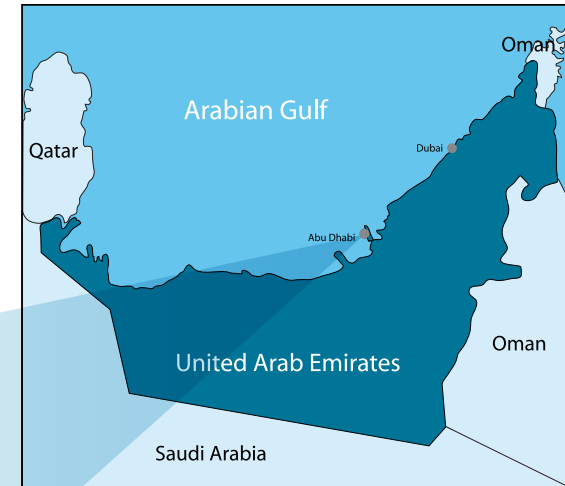 Oman
Arabian Gulf
Qatar
Dubai
Abu Dhabi
Oman
United Arab Emirates
Saudi Arabia